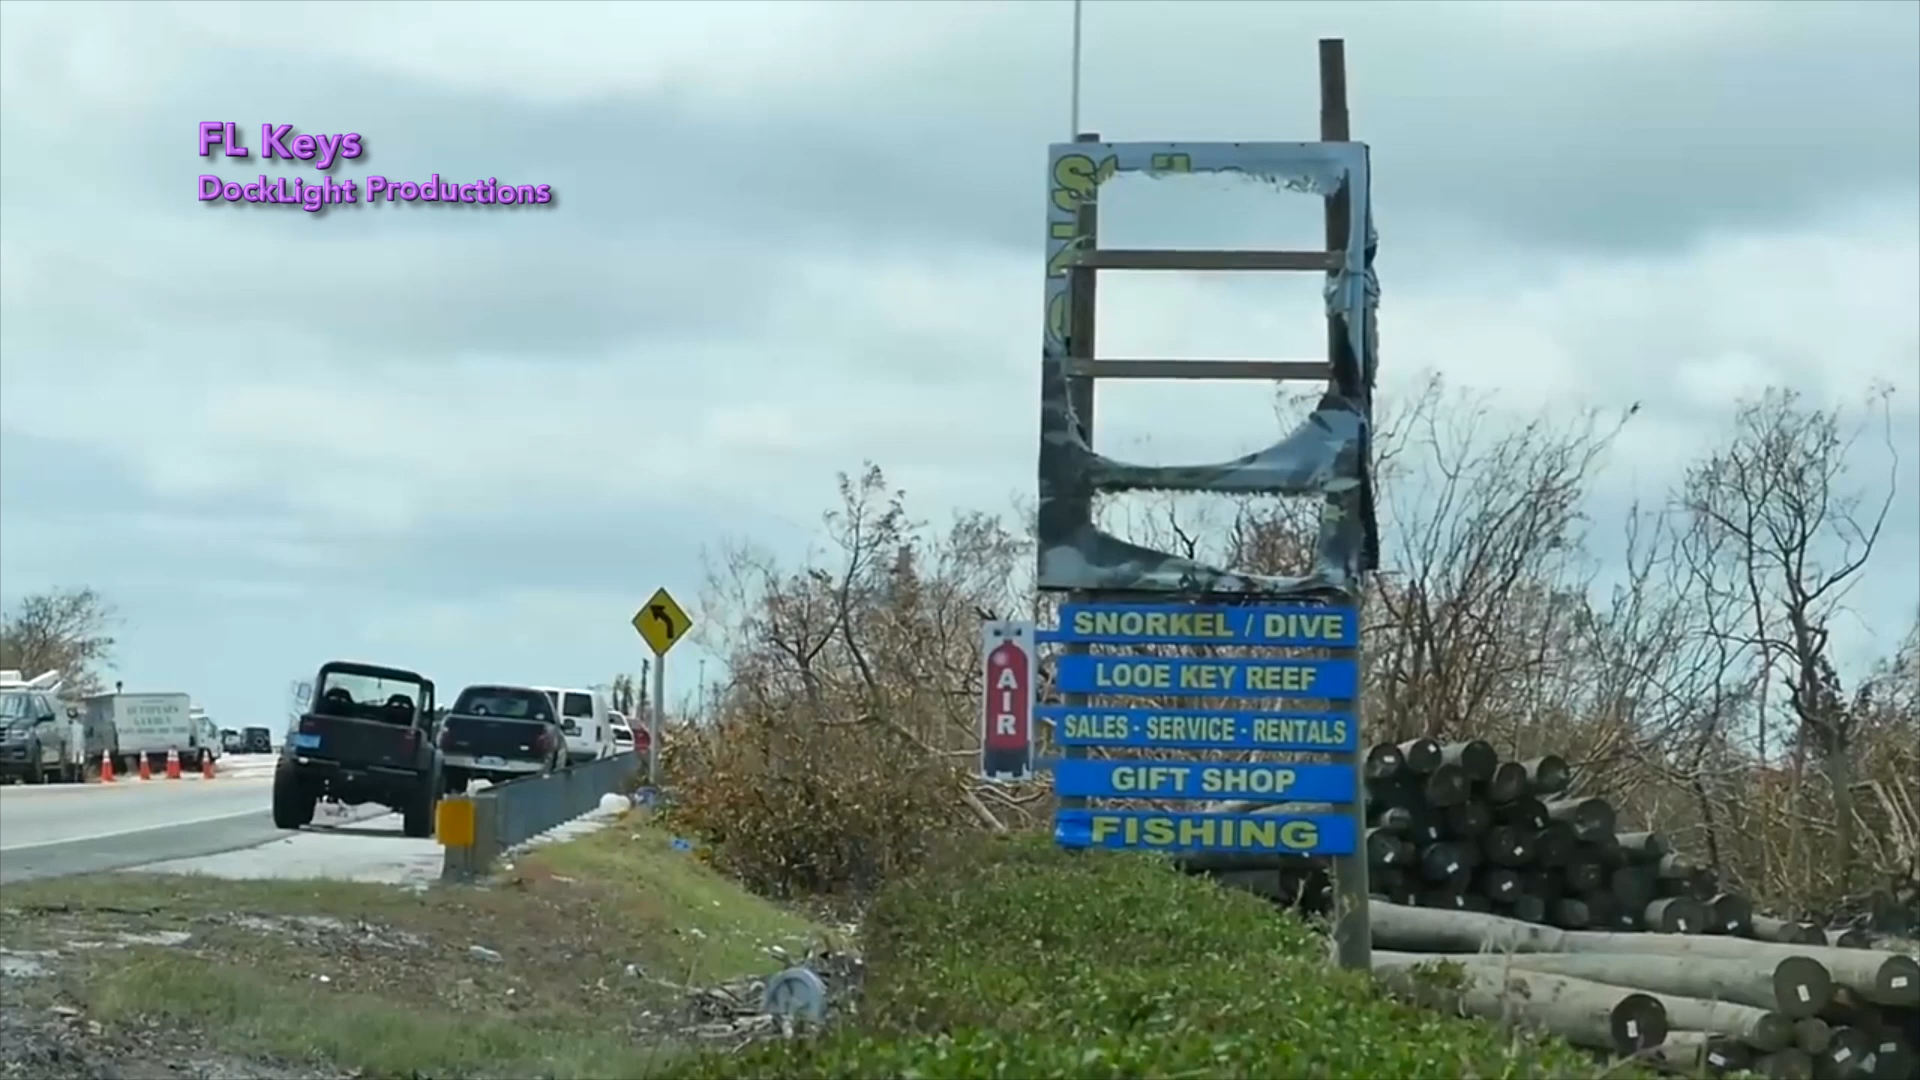 FL Keys
DockLight Productions
SNORKEL / DIVE
LOOE KEY REEF
SALES - SERVICE - RENTALS
GIFT SHOP
FISHING
AIR